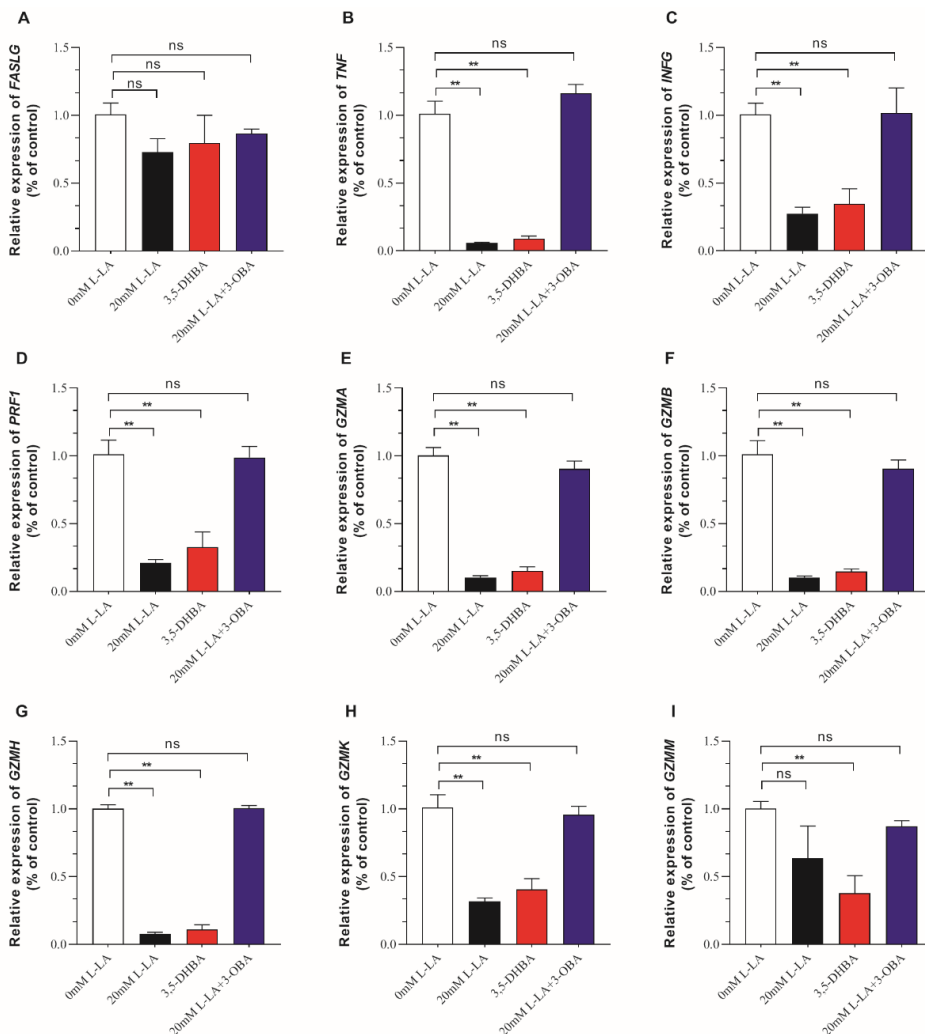 A
Relative expression of FASLG
(% of control)
1.5
1.0
0.5
0.0
ns
ns
ns
0mM L-LA
20mM L-LA
3,5-DHBA
20mM L-LA+3-OBA
B
Relative expression of TNF
(% of control)
1.5
1.0
0.5
0.0
ns
**
**
0mM L-LA
20mM L-LA
3,5-DHBA
20mM L-LA+3-OBA
C
Relative expression of INFG
(% of control)
1.5
1.0
0.5
0.0
ns
**
**
0mM L-LA
20mM L-LA
3,5-DHBA
20mM L-LA+3-OBA
D
Relative expression of PRF1
(% of control)
1.5
1.0
0.5
0.0
ns
**
**
0mM L-LA
20mM L-LA
3,5-DHBA
20mM L-LA+3-OBA
E
Relative expression of GZMA
(% of control)
1.5
1.0
0.5
0.0
ns
**
**
0mM L-LA
20mM L-LA
3,5-DHBA
20mM L-LA+3-OBA
F
Relative expression of GZMB
(% of control)
1.5
1.0
0.5
0.0
ns
**
**
0mM L-LA
20mM L-LA
3,5-DHBA
20mM L-LA+3-OBA
G
Relative expression of GZMH
(% of control)
1.5
1.0
0.5
0.0
ns
**
**
0mM L-LA
20mM L-LA
3,5-DHBA
20mM L-LA+3-OBA
H
Relative expression of GZMK
(% of control)
1.5
1.0
0.5
0.0
ns
**
**
0mM L-LA
20mM L-LA
3,5-DHBA
20mM L-LA+3-OBA
I
Relative expression of GZMM
(% of control)
1.5
1.0
0.5
0.0
ns
**
ns
0mM L-LA
20mM L-LA
3,5-DHBA
20mM L-LA+3-OBA